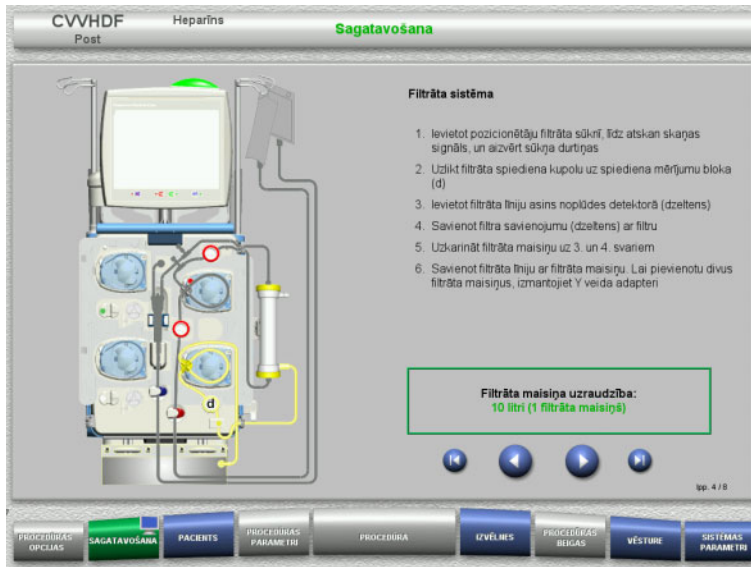 CVVHDF Heparīns
Post
Sagatavošana
Filtrāta sistēma
1. Ievietot pozicionētāju filtrāta sūknī, līdz atskan skaņas
signāls, un aizvērt sūkņa durtiņas
2. Uzlikt filtrāta spiediena kupolu uz spiediena mērījumu bloka
(d)
3. Ievietot filtrāta līniju asins noplūdes detektorā (dzeltens)
4. Savienot filtra savienojumu (dzeltens) ar filtru
5. Uzkarināt filtrāta maisiņu uz 3. un 4. svariem
6. Savienot filtrāta līniju ar filtrāta maisiņu. Lai pievienotu divus
filtrāta maisiņus, izmantojiet Y veida adapteri
d
Filtrāta maisiņa uzraudzība:
10 litri (1 filtrāta maisiņš)
lpp. 4 / 8
PROCEDŪRAS
OPCIJAS
SAGATAVOŠANA
PACIENTS
PROCEDŪRAS
PARAMETRI
PROCEDŪRA
IZVĒLNES
PROCEDŪRAS
BEIGAS
VĒSTURE
SISTĒMAS
PARAMETRI